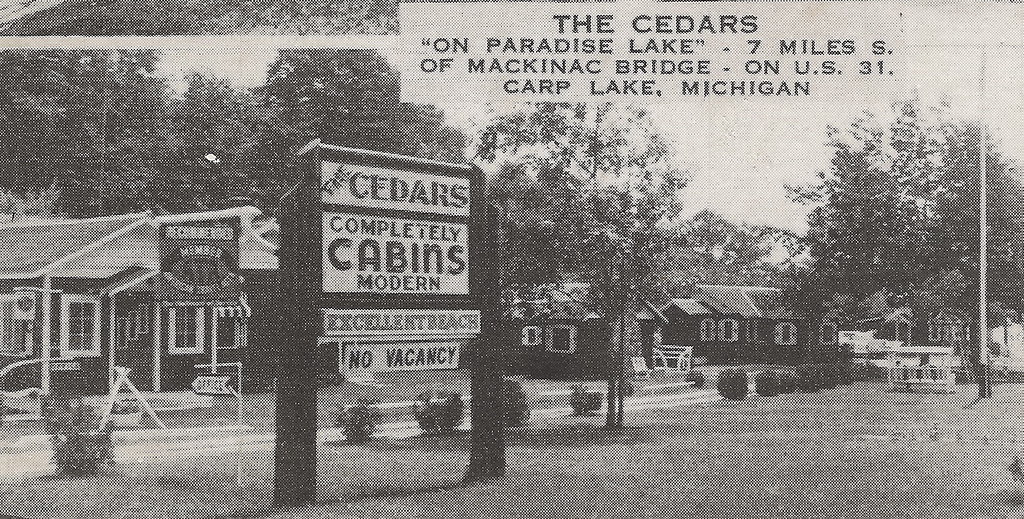 THE CEDARS
"ON PARADISE LAKE" - 7 MILES S.
OF MACKINAC BRIDGE - ON U.S. 31.
CARP LAKE, MICHIGAN
The CEDARS
COMPLETELY
CABINS
MODERN
EXCELLENT BEACH
NO VACANCY